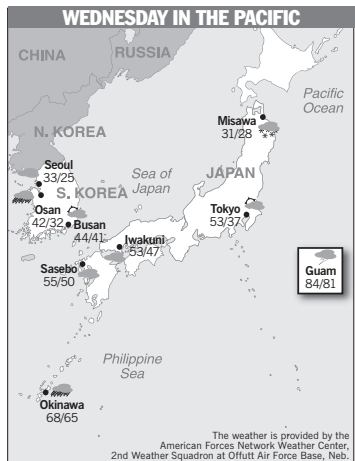 WEDNESDAY IN THE PACIFIC
CHINA
RUSSIA
Pacific
Ocean
Misawa
31/28
N. KOREA
Seoul
33/25
Sea of
Japan
JAPAN
S. KOREA
Osan
42/32
Busan
44/41
Tokyo
53/37
Iwakuni
53/47
Sasebo
55/50
Guam
84/81
Philippine
Sea
Okinawa
68/65
The weather is provided by the
American Forces Network Weather Center,
2nd Weather Squadron at Offutt Air Force Base, Neb.